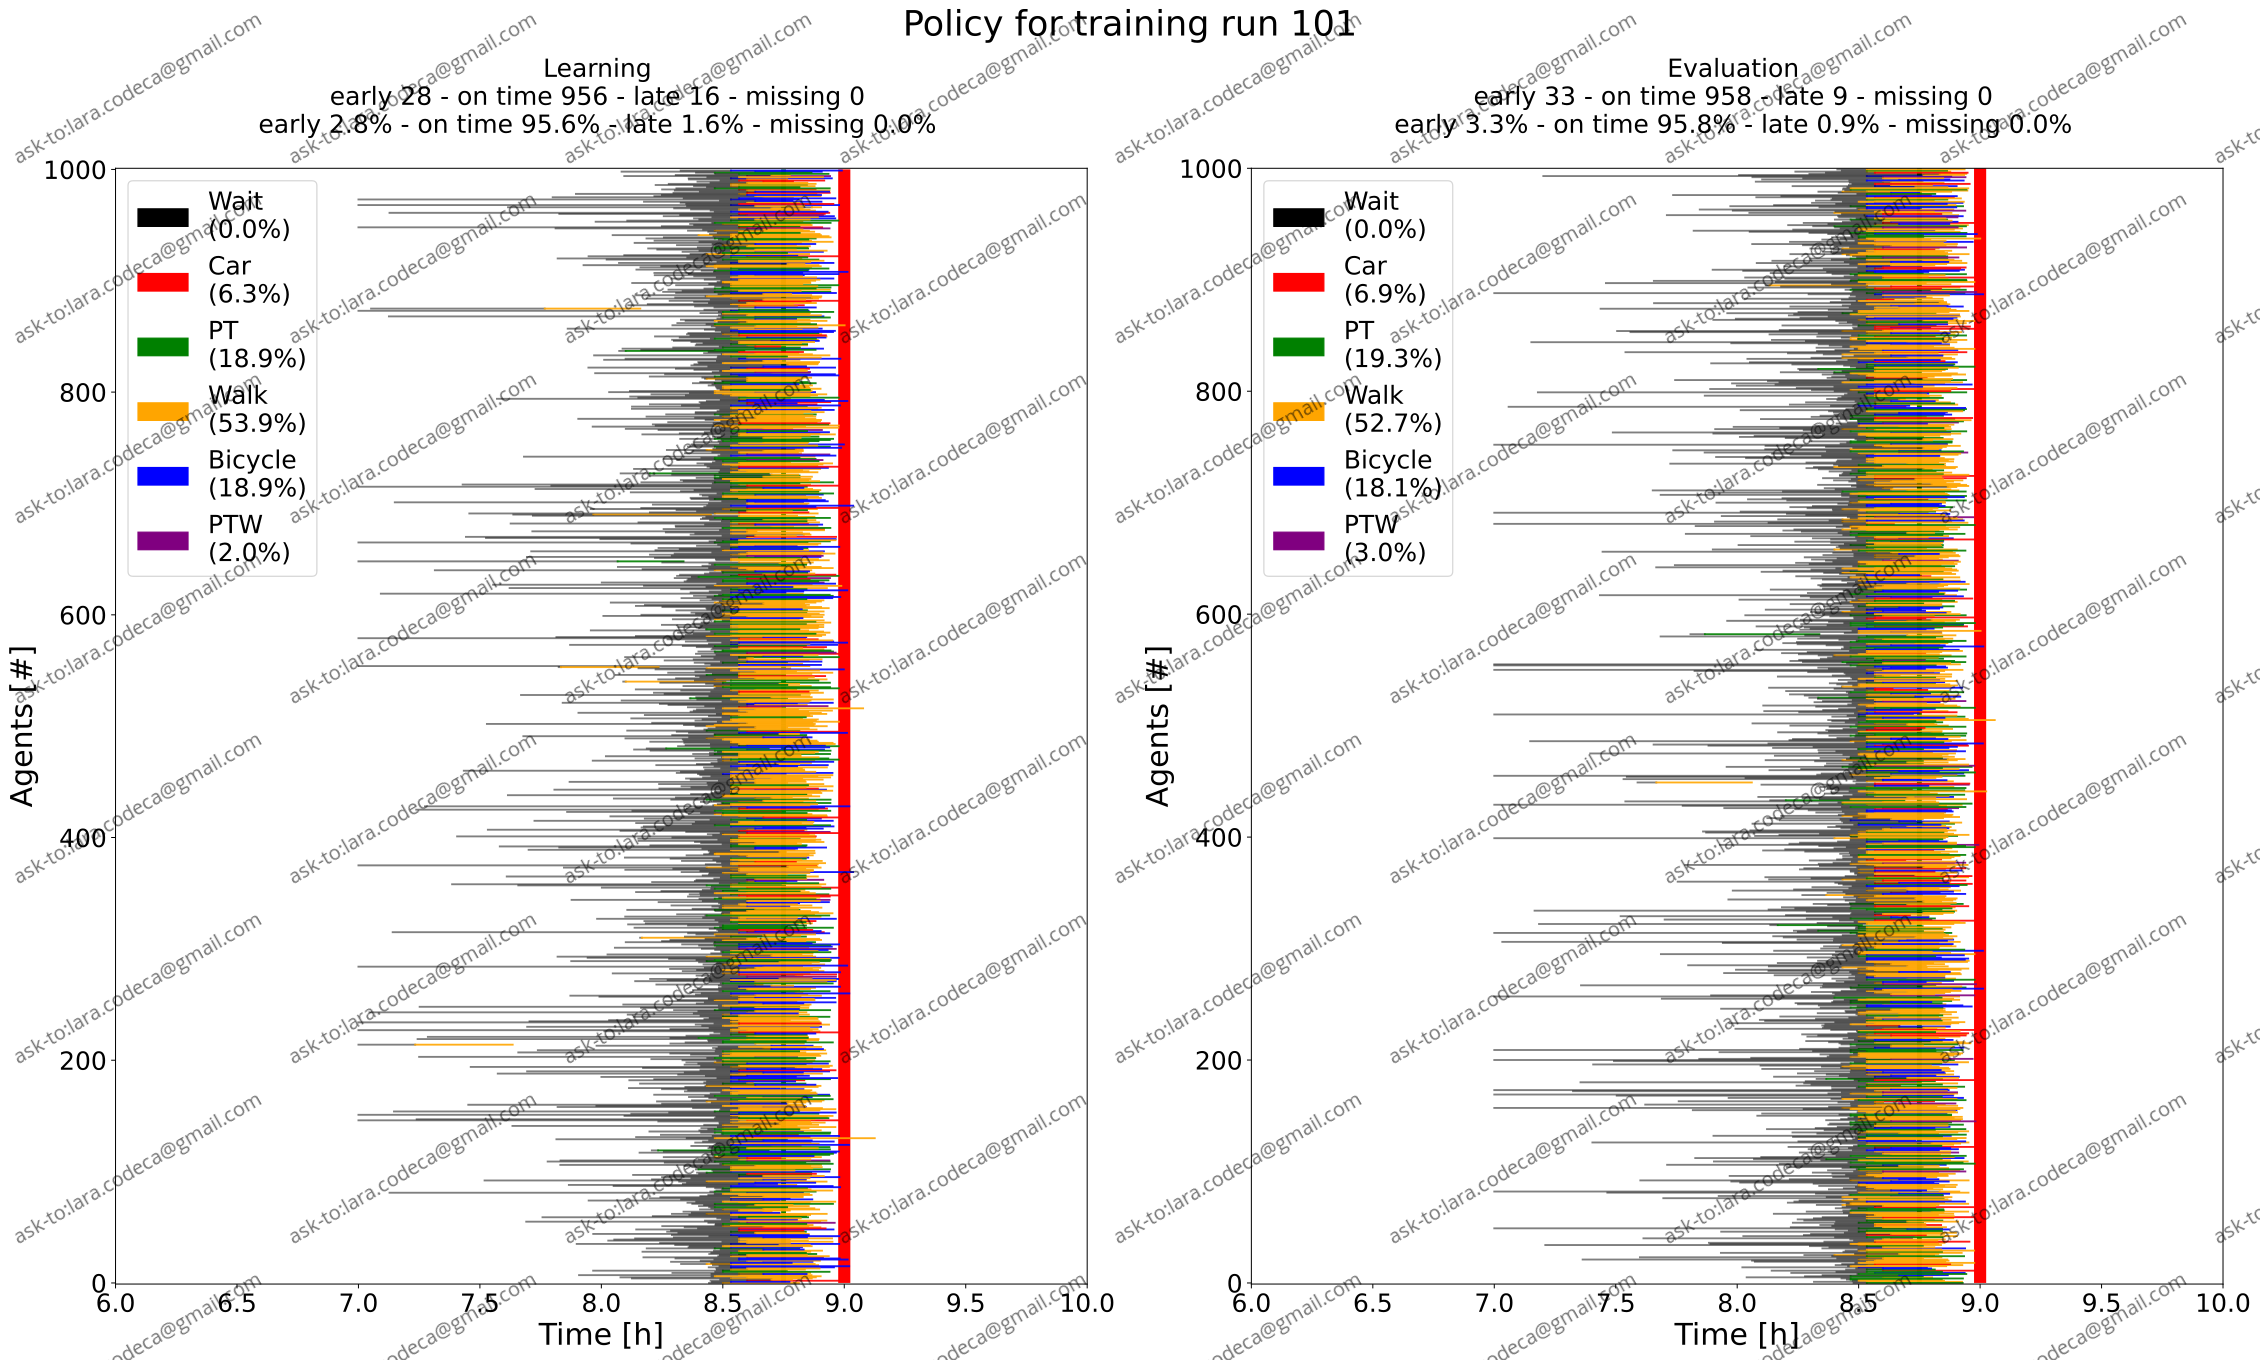 Policy for training run 101
Learning
early 28 - on time 956 - late 16 - missing 0
early 2.8% - on time 95.6% - late 1.6% - missing 0.0%
Wait
(0.0%)
Car
(6.3%)
PT
(18.9%)
Walk
(53.9%)
Bicycle
(18.9%)
PTW
(2.0%)
Agents [#]
1000
800
600
400
200
0
6.0 6.5 7.0 7.5 8.0 8.5 9.0 9.5 10.0
Time [h]
Evaluation
early 33 - on time 958 - late 9 - missing 0
early 3.3% - on time 95.8% - late 0.9% - missing 0.0%
Wait
(0.0%)
Car
(6.9%)
PT
(19.3%)
Walk
(52.7%)
Bicycle
(18.1%)
PTW
(3.0%)
Agents [#]
1000
800
600
400
200
0
6.0 6.5 7.0 7.5 8.0 8.5 9.0 9.5 10.0
Time [h]
ask-to:lara.codeca@gmail.com